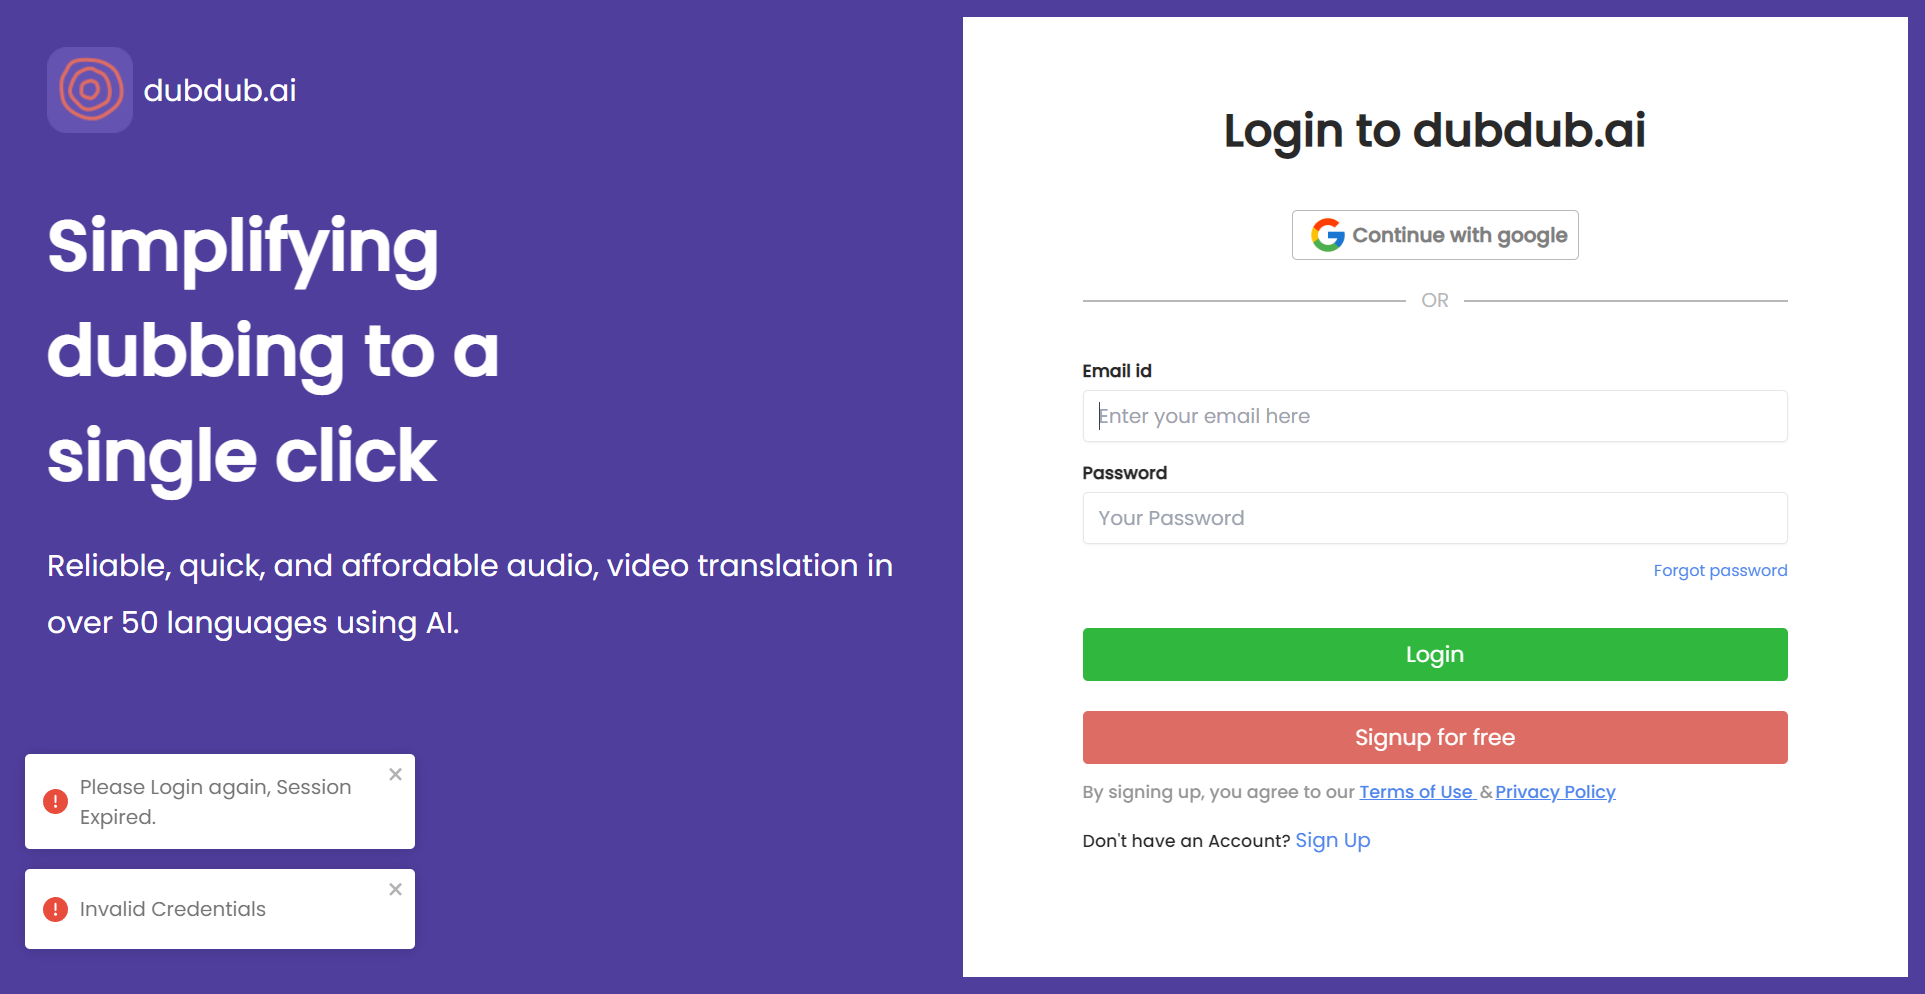 dubdub.ai
Simplifying
dubbing to a
single click
Reliable, quick, and affordable audio, video translation in
over 50 languages using AI.
Please Login again, Session
Expired.
Invalid Credentials
Login to dubdub.ai
Continue with google
OR
Email id
Enter your email here
Password
Your Password
Forgot password
Login
Signup for free
By signing up, you agree to our Terms of Use & Privacy Policy
Don't have an Account? Sign Up